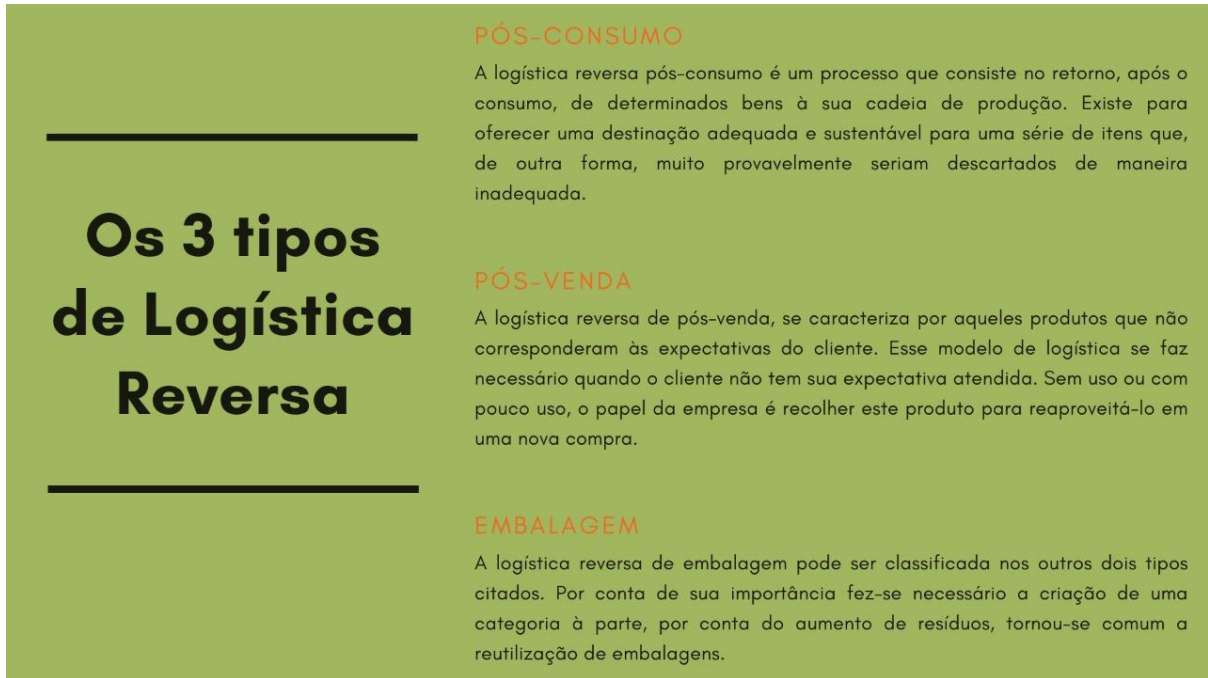 Os 3 tipos
de Logística
Reversa
PÓS-CONSUMO
A logística reversa pós-consumo é um processo que consiste no retorno, após o
consumo, de determinados bens à sua cadeia de produção. Existe para
oferecer uma destinação adequada e sustentável para uma série de itens que,
de outra forma, muito provavelmente seriam descartados de maneira
inadequada.
PÓS-VENDA
A logística reversa de pós-venda, se caracteriza por aqueles produtos que não
corresponderam às expectativas do cliente. Esse modelo de logística se faz
necessário quando o cliente não tem sua expectativa atendida. Sem uso ou com
pouco uso, o papel da empresa é recolher este produto para reaproveitá-lo em
uma nova compra.
EMBALAGEM
A logística reversa de embalagem pode ser classificada nos outros dois tipos
citados. Por conta de sua importância fez-se necessário a criação de uma
categoria à parte, por conta do aumento de resíduos, tornou-se comum a
reutilização de embalagens.